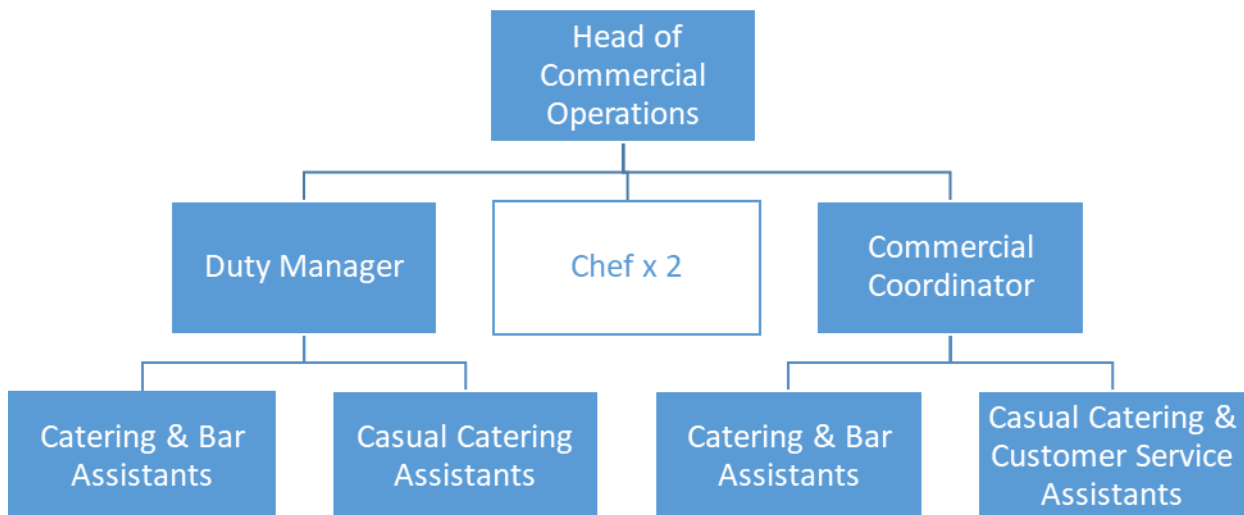 Head of
Commercial
Operations
Duty Manager
Chef x 2
Commercial
Coordinator
Catering & Bar
Assistants
Casual Catering
Assistants
Catering & Bar
Assistants
Casual Catering &
Customer Service
Assistants